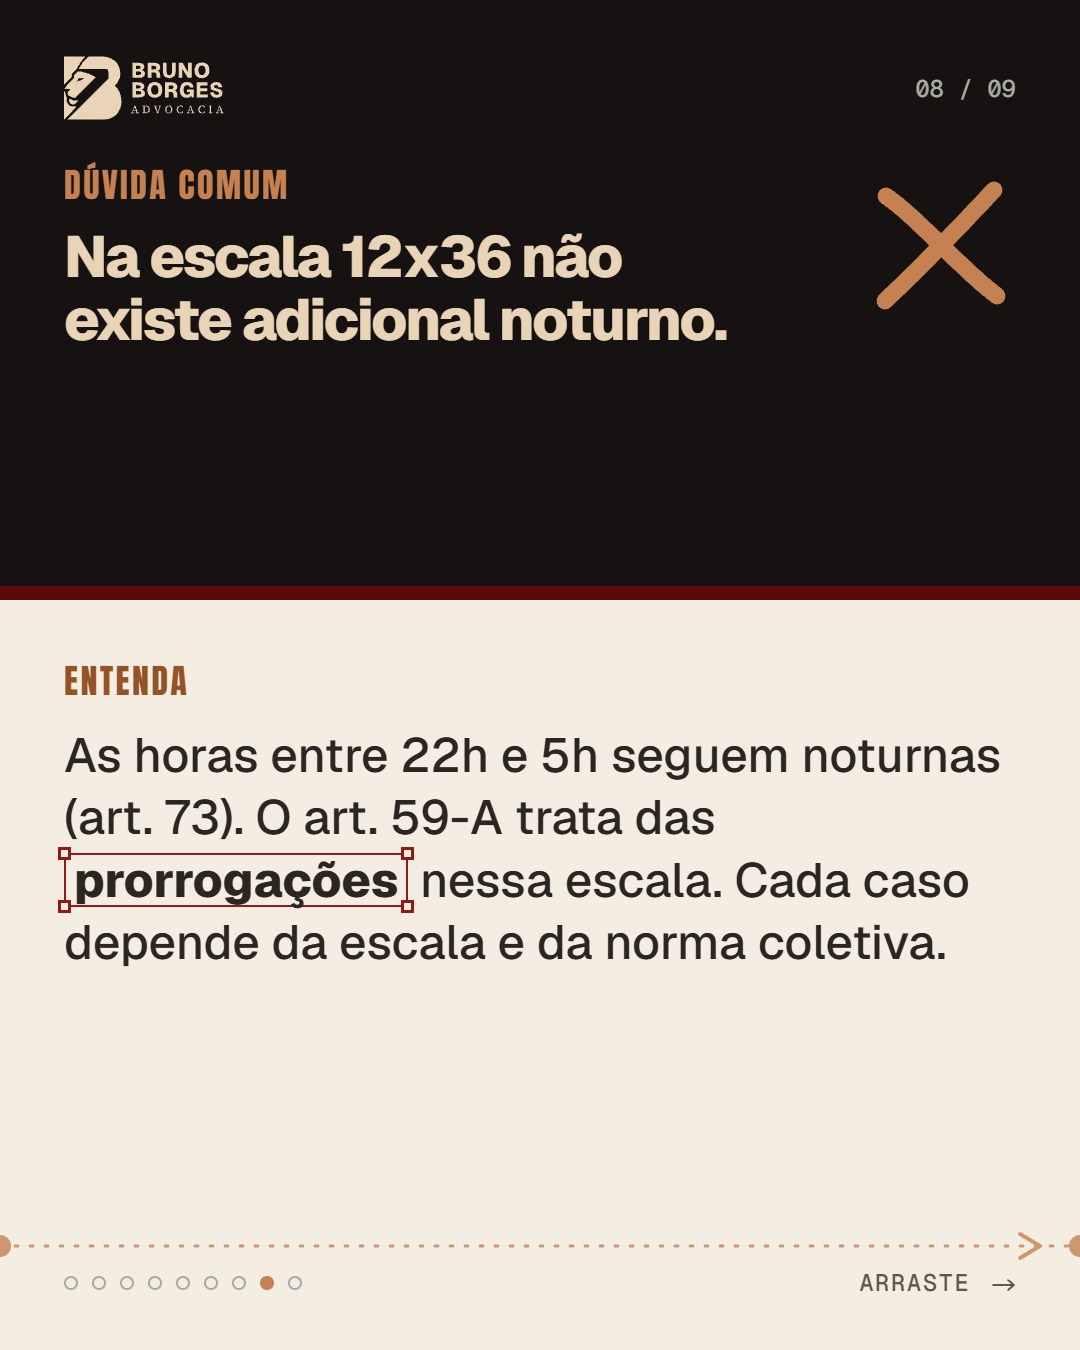 BRUNO
BORGES
ADVOCACIA
08 / 09
DÚVIDA COMUM
Na escala 12x36 não
existe adicional noturno.
ENTENDA
As horas entre 22h e 5h seguem noturnas
(art. 73). O art. 59-A trata das
prorrogações nessa escala. Cada caso
depende da escala e da norma coletiva.
ARRASTE →